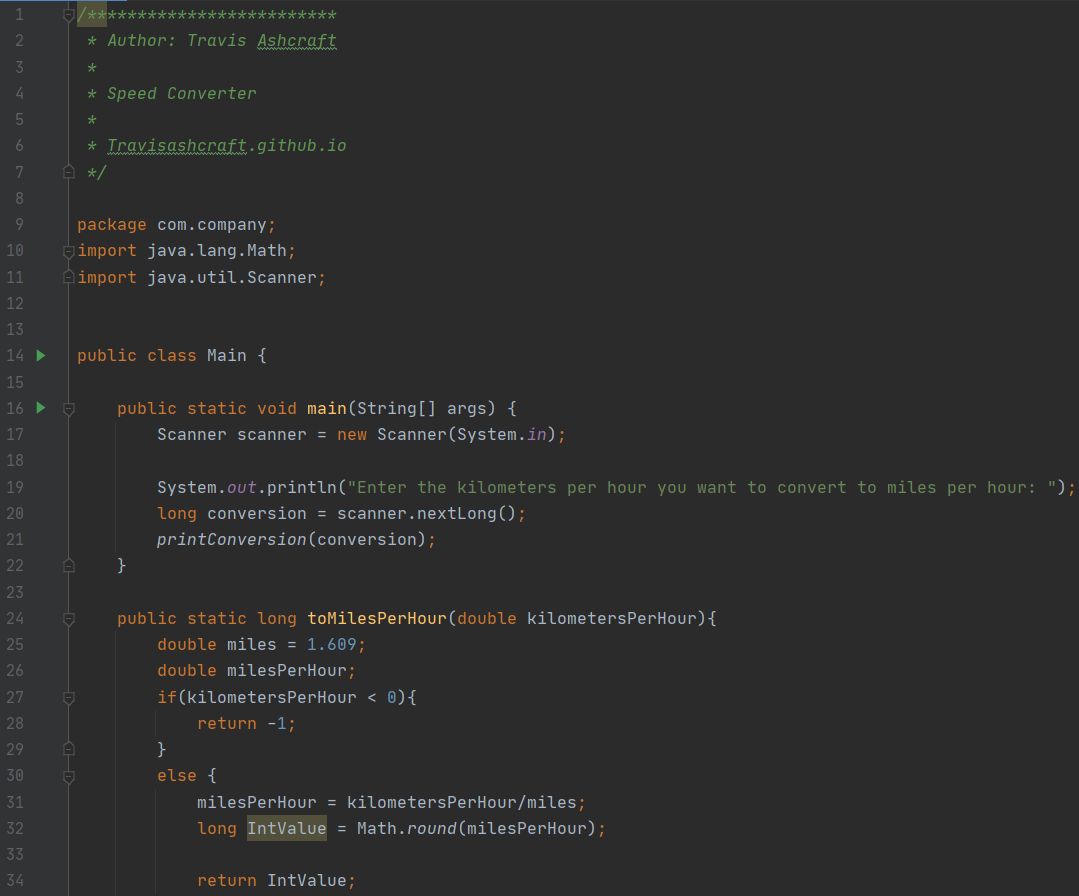 1 /*************************
2 * Author: Travis Ashcraft
3 *
4 * Speed Converter
5 *
6 * Travisashcraft.github.io
7 */
8
9 package com.company;
10 import java.lang.Math;
11 import java.util.Scanner;
12
13
14 public class Main {
15
16 public static void main(String[] args) {
17 Scanner scanner = new Scanner(System.in);
18
19 System.out.println("Enter the kilometers per hour you want to convert to miles per hour: ");
20 long conversion = scanner.nextLong();
21 printConversion(conversion);
22 }
23
24 public static long toMilesPerHour(double kilometersPerHour){
25 double miles = 1.609;
26 double milesPerHour;
27 if(kilometersPerHour < 0){
28 return -1;
29 }
30 else {
31 milesPerHour = kilometersPerHour/miles;
32 long IntValue = Math.round(milesPerHour);
33
34 return IntValue;